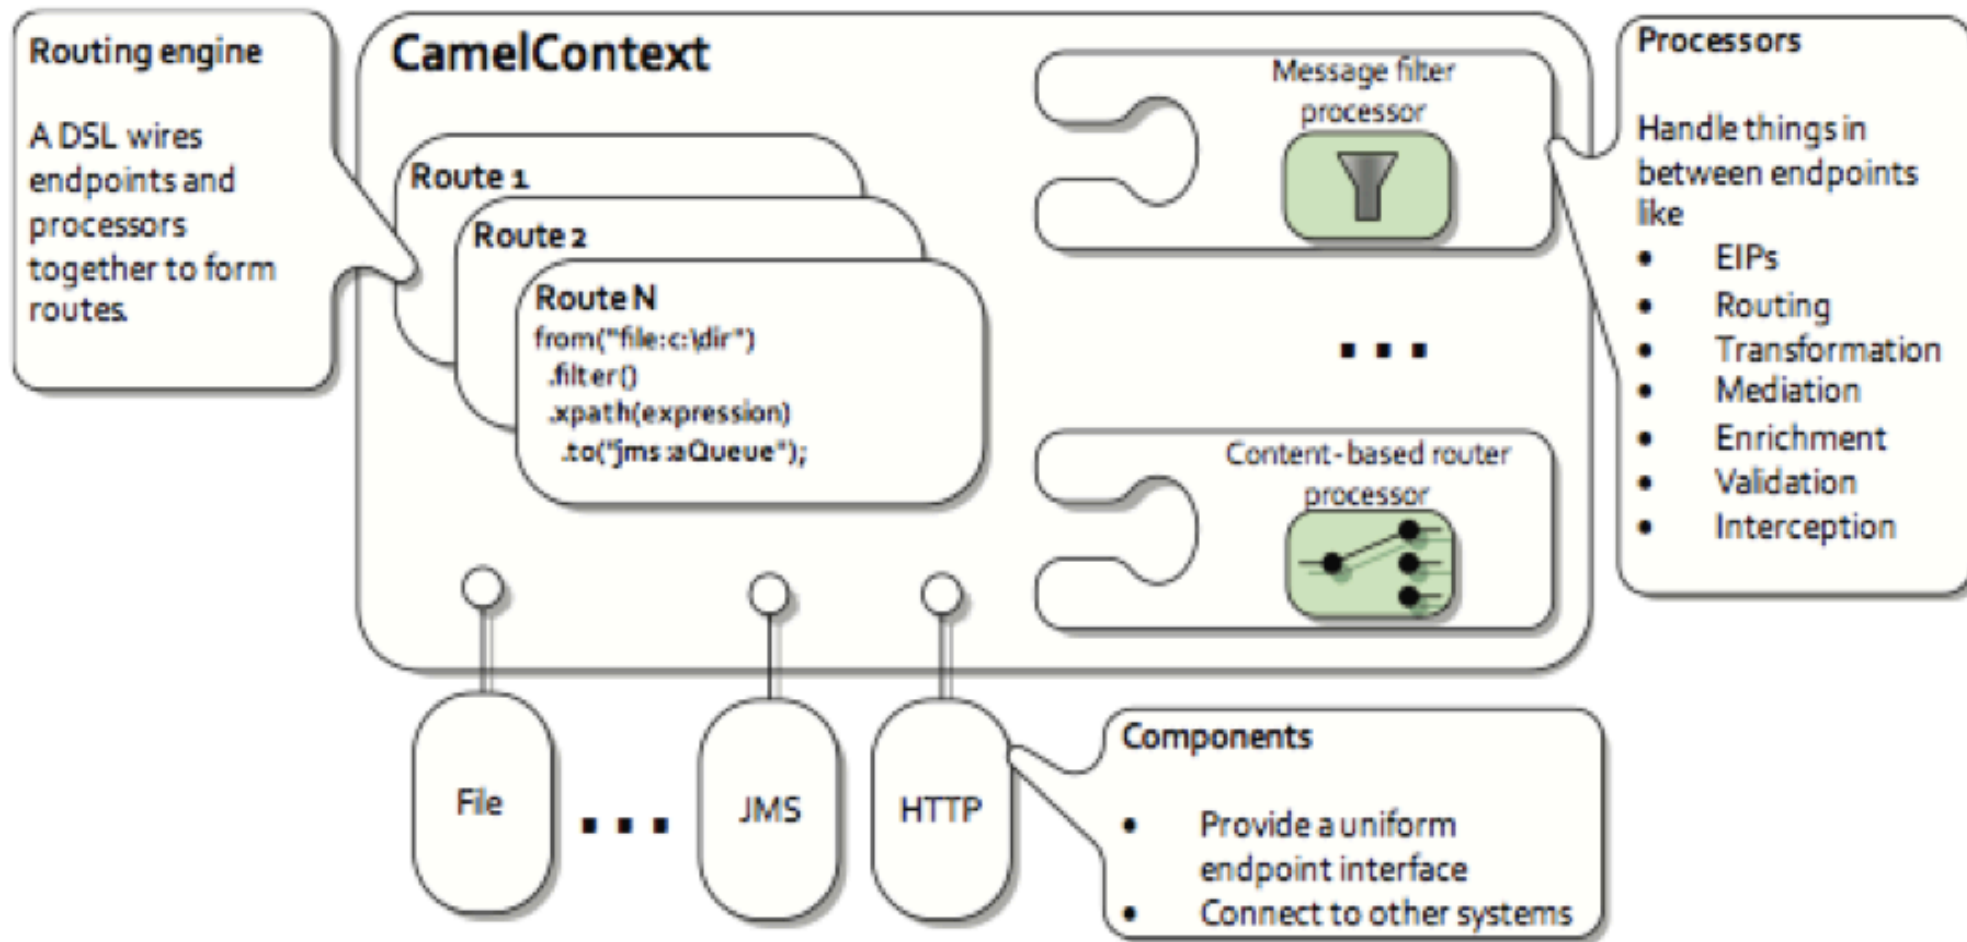 Routing engine
A DSL wires
endpoints and
processors
together to form
routes.
CamelContext
Route 1
Route 2
Route N
from("file:c:\dir")
.filter()
.xpath(expression)
.to("jms:aQueue");
Message filter
processor
...
Content-based router
processor
Processors
Handle things in
between endpoints
like
• EIPs
• Routing
• Transformation
• Mediation
• Enrichment
• Validation
• Interception
File
...
JMS
HTTP
Components
• Provide a uniform
endpoint interface
• Connect to other systems